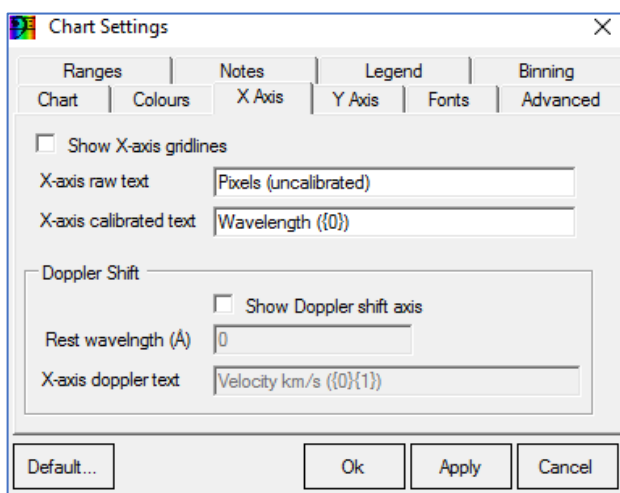 Chart Settings
Ranges Notes Legend Binning
Chart Colours X Axis Y Axis Fonts Advanced
Show X-axis gridlines
X-axis raw text Pixels (uncalibrated)
X-axis calibrated text Wavelength ({0})
Doppler Shift
Show Doppler shift axis
Rest wavelngth (Å) 0
X-axis doppler text Velocity km/s ({0}{1})
Default... Ok Apply Cancel